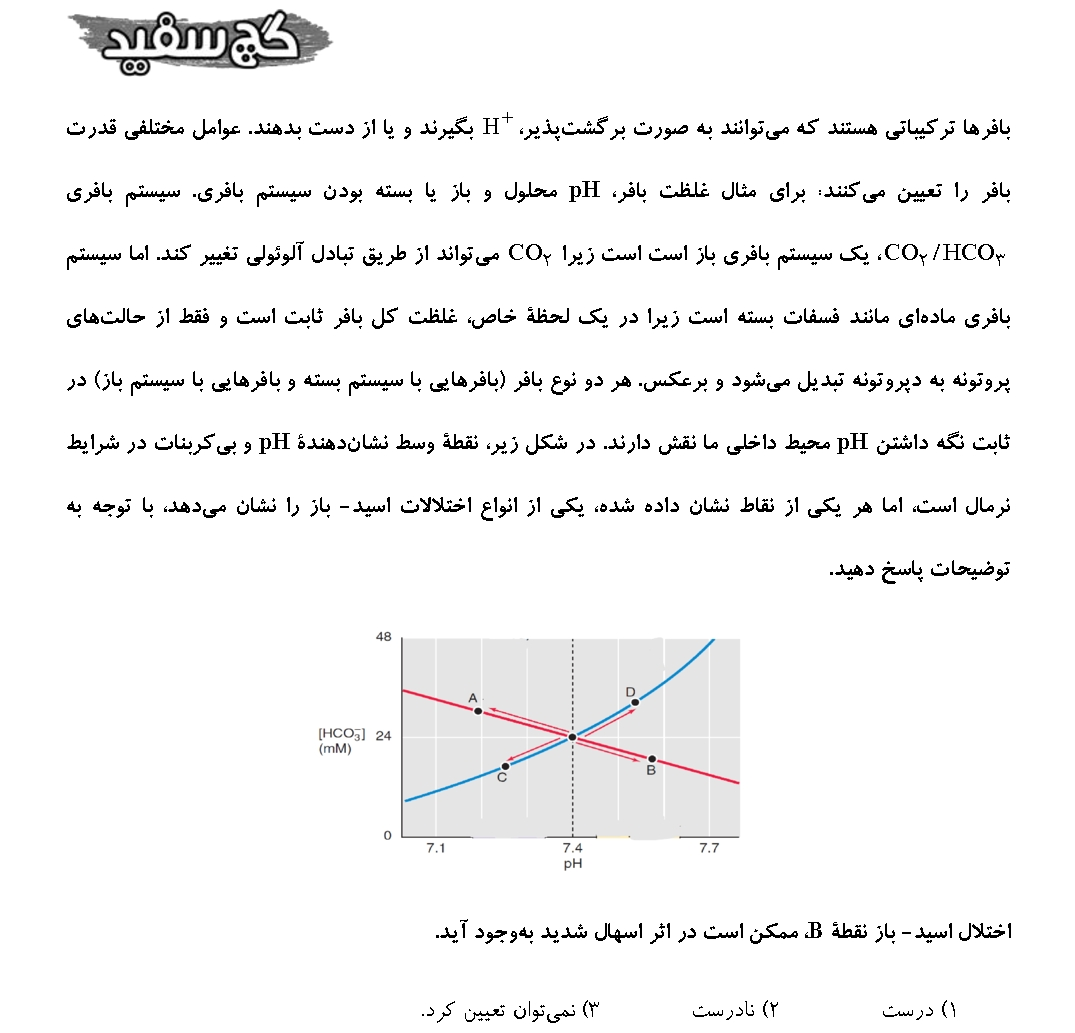 گچ سفید
بافرها ترکیباتی هستند که می‌توانند به صورت برگشت‌پذیر، H⁺ بگیرند و یا از دست بدهند. عوامل مختلفی قدرت
بافر را تعیین می‌کنند؛ برای مثال غلظت بافر، pH محلول و باز یا بسته بودن سیستم بافری. سیستم بافری
CO₂/HCO₃، یک سیستم بافری باز است است زیرا CO₂ می‌تواند از طریق تبادل آلوئولی تغییر کند. اما سیستم
بافری ماده‌ای مانند فسفات بسته است زیرا در یک لحظهٔ خاص، غلظت کل بافر ثابت است و فقط از حالت‌های
پروتونه به دپروتونه تبدیل می‌شود و برعکس. هر دو نوع بافر (بافرهایی با سیستم بسته و بافرهایی با سیستم باز) در
ثابت نگه داشتن pH محیط داخلی ما نقش دارند. در شکل زیر، نقطهٔ وسط نشان‌دهندهٔ pH و بی‌کربنات در شرایط
نرمال است، اما هر یکی از نقاط نشان داده شده، یکی از انواع اختلالات اسید- باز را نشان می‌دهد، با توجه به
توضیحات پاسخ دهید.
48
A
D
[HCO₃⁻] 24
(mM)
C
B
0
7.1 7.4 7.7
pH
اختلال اسید- باز نقطهٔ B، ممکن است در اثر اسهال شدید به‌وجود آید.
۱) درست ۲) نادرست ۳) نمی‌توان تعیین کرد.